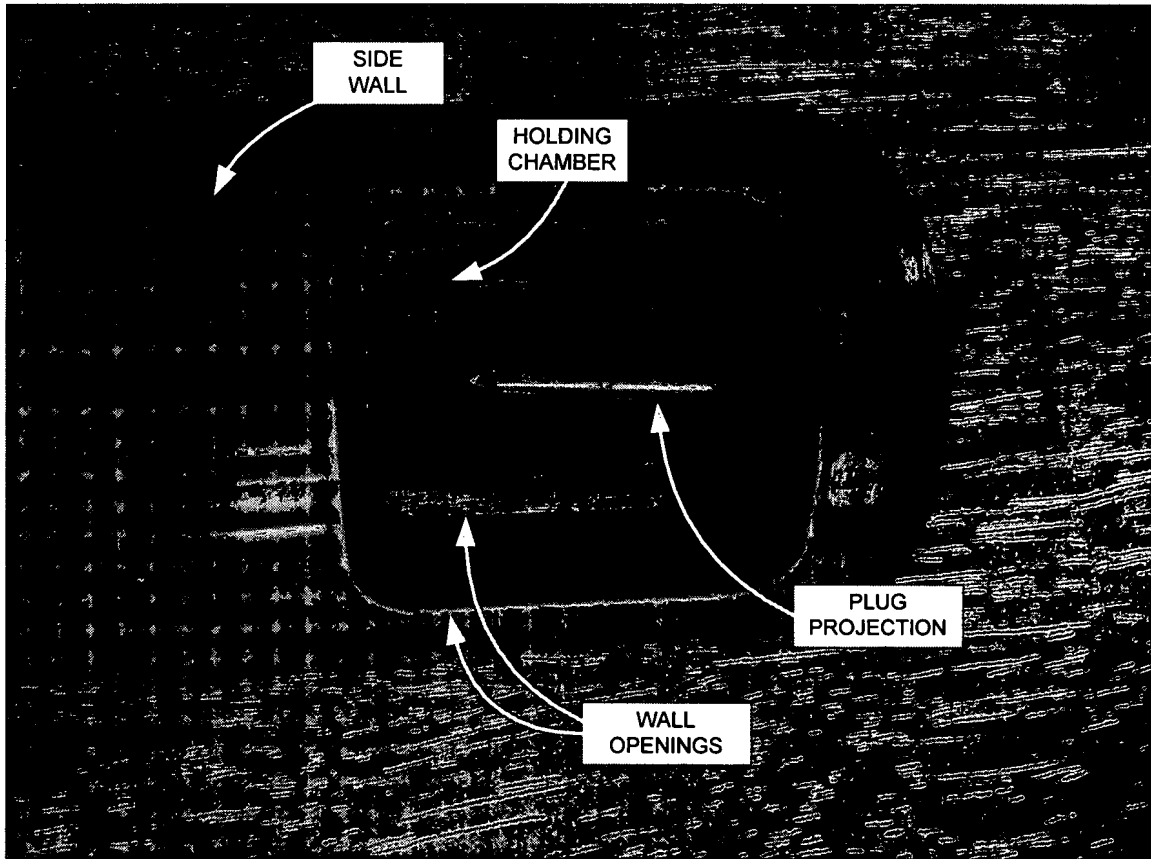 SIDE
WALL
HOLDING
CHAMBER
PLUG
PROJECTION
WALL
OPENINGS